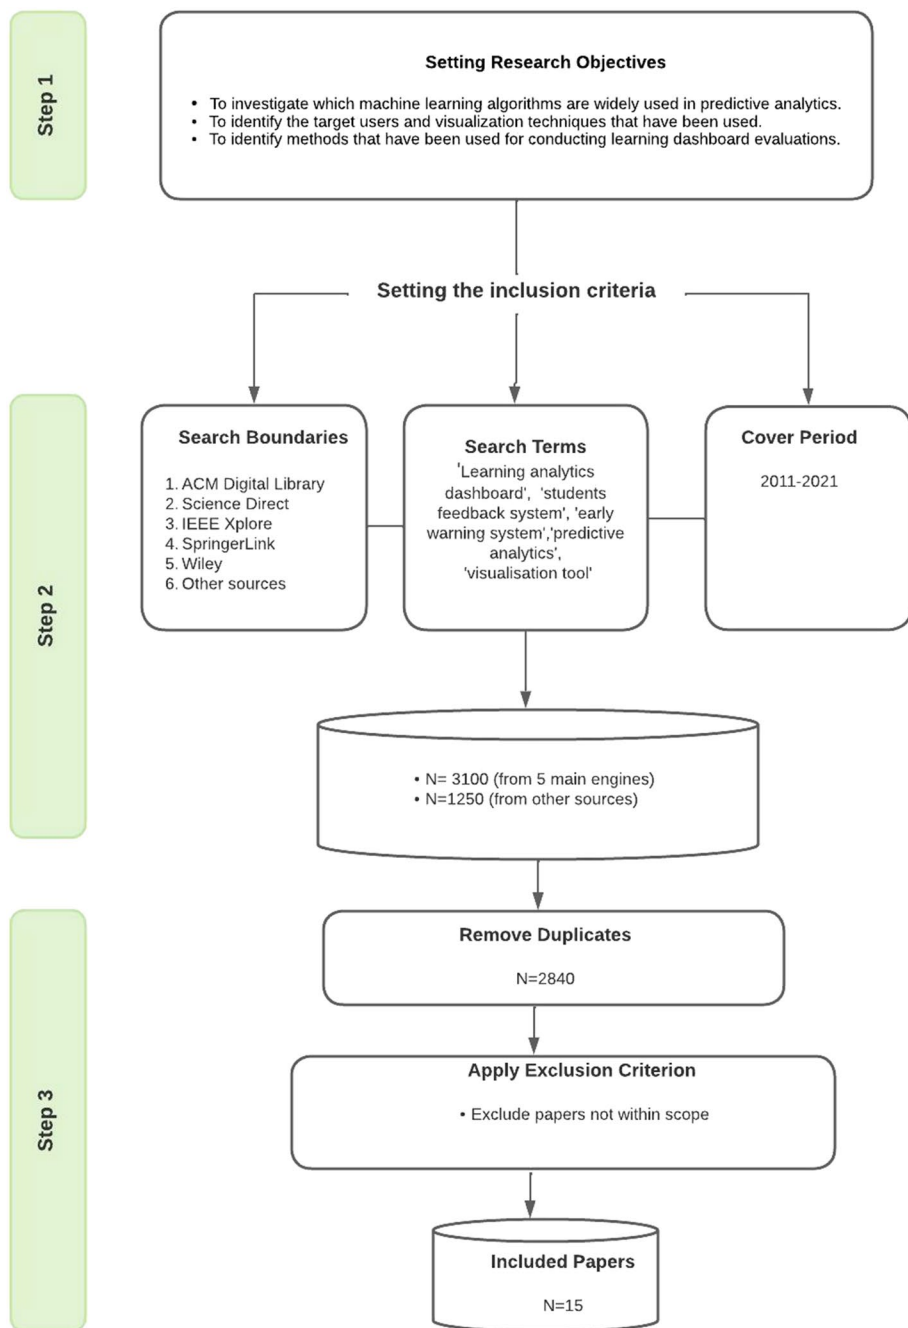 Step 1
Setting Research Objectives
• To investigate which machine learning algorithms are widely used in predictive analytics.
• To identify the target users and visualization techniques that have been used.
• To identify methods that have been used for conducting learning dashboard evaluations.
Setting the inclusion criteria
Step 2
Search Boundaries
1. ACM Digital Library
2. Science Direct
3. IEEE Xplore
4. SpringerLink
5. Wiley
6. Other sources
Search Terms
'Learning analytics
dashboard', 'students
feedback system', 'early
warning system','predictive
analytics',
'visualisation tool'
Cover Period
2011-2021
• N= 3100 (from 5 main engines)
• N=1250 (from other sources)
Step 3
Remove Duplicates
N=2840
Apply Exclusion Criterion
• Exclude papers not within scope
Included Papers
N=15